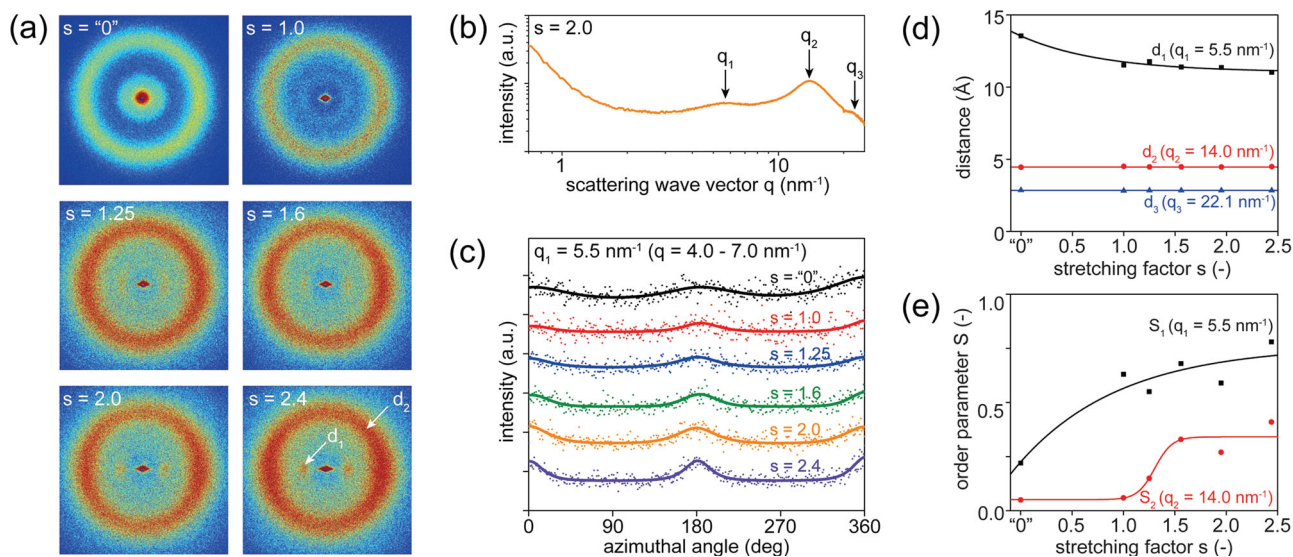 (a)
s = "0"
s = 1.0
s = 1.25
s = 1.6
s = 2.0
s = 2.4
d₁
d₂
(b)
s = 2.0
q₁
q₂
q₃
intensity (a.u.)
1
10
scattering wave vector q (nm⁻¹)
(c)
q₁ = 5.5 nm⁻¹ (q = 4.0 - 7.0 nm⁻¹)
s = "0"
s = 1.0
s = 1.25
s = 1.6
s = 2.0
s = 2.4
intensity (a.u.)
0
90
180
270
360
azimuthal angle (deg)
(d)
15
10
5
0
distance (Å)
d₁ (q₁ = 5.5 nm⁻¹)
d₂ (q₂ = 14.0 nm⁻¹)
d₃ (q₃ = 22.1 nm⁻¹)
"0"
0.5
1.0
1.5
2.0
2.5
stretching factor s (-)
(e)
1.0
0.5
0.0
order parameter S (-)
S₁ (q₁ = 5.5 nm⁻¹)
S₂ (q₂ = 14.0 nm⁻¹)
"0"
0.5
1.0
1.5
2.0
2.5
stretching factor s (-)